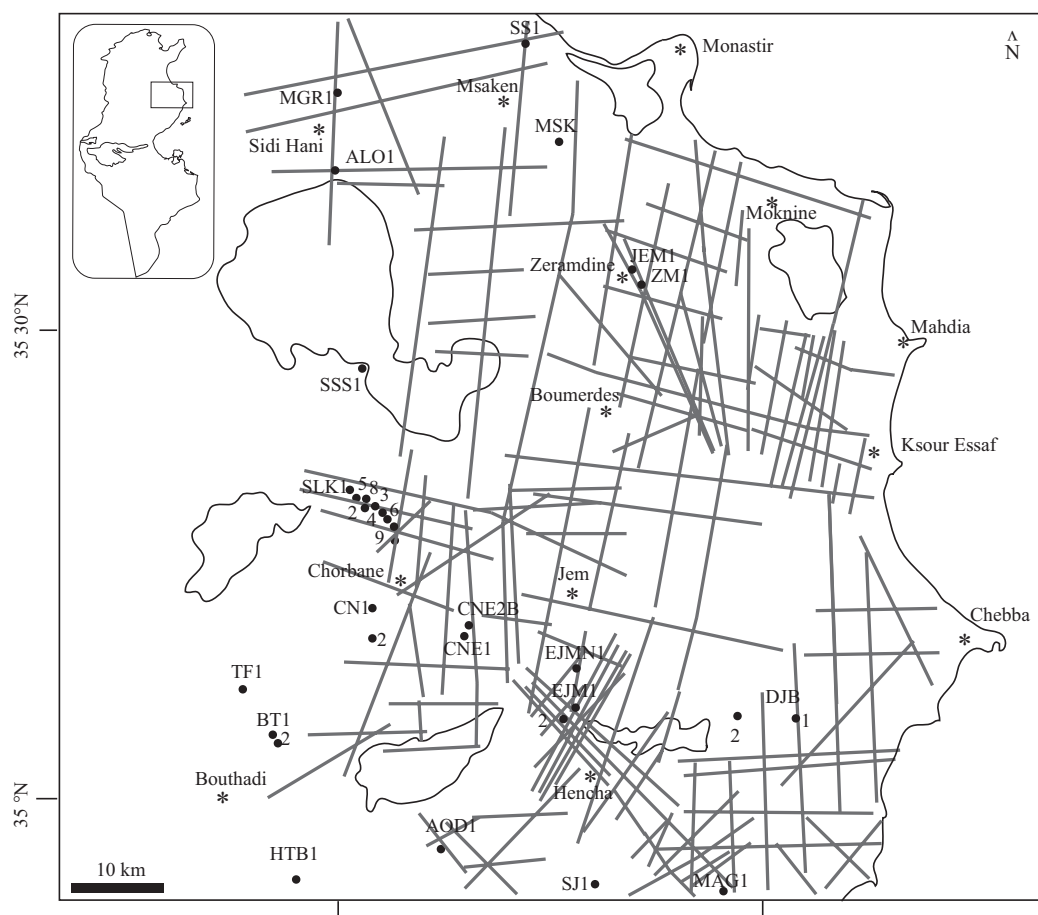 SS1
^
N
Monastir
MGR1
Msaken
MSK
Sidi Hani
ALO1
Moknine
JEM1
Zeramdine
ZM1
35 30°N
Mahdia
SSS1
Boumerdes
Ksour Essaf
SLK1
5
8
3
2
4
6
9
Chorbane
Jem
CN1
CNE2B
Chebba
2
CNE1
EJMN1
TF1
EJM1
DJB
BT1
2
2
2
1
Bouthadi
Hencha
35 °N
AOD1
HTB1
10 km
SJ1
MAG1